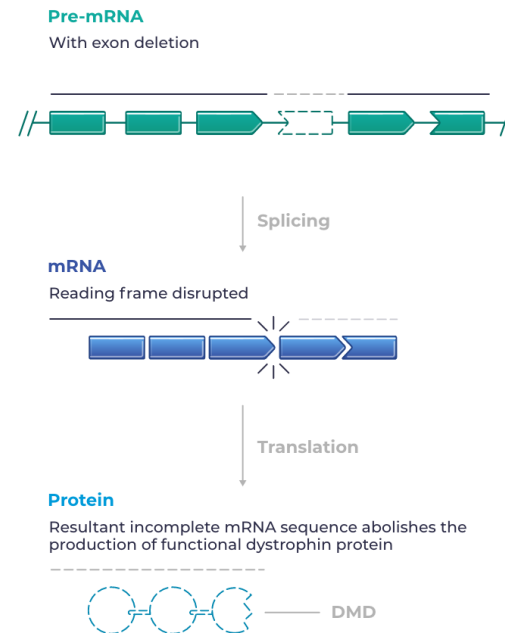 Pre-mRNA
With exon deletion
Splicing
mRNA
Reading frame disrupted
Translation
Protein
Resultant incomplete mRNA sequence abolishes the
production of functional dystrophin protein
DMD